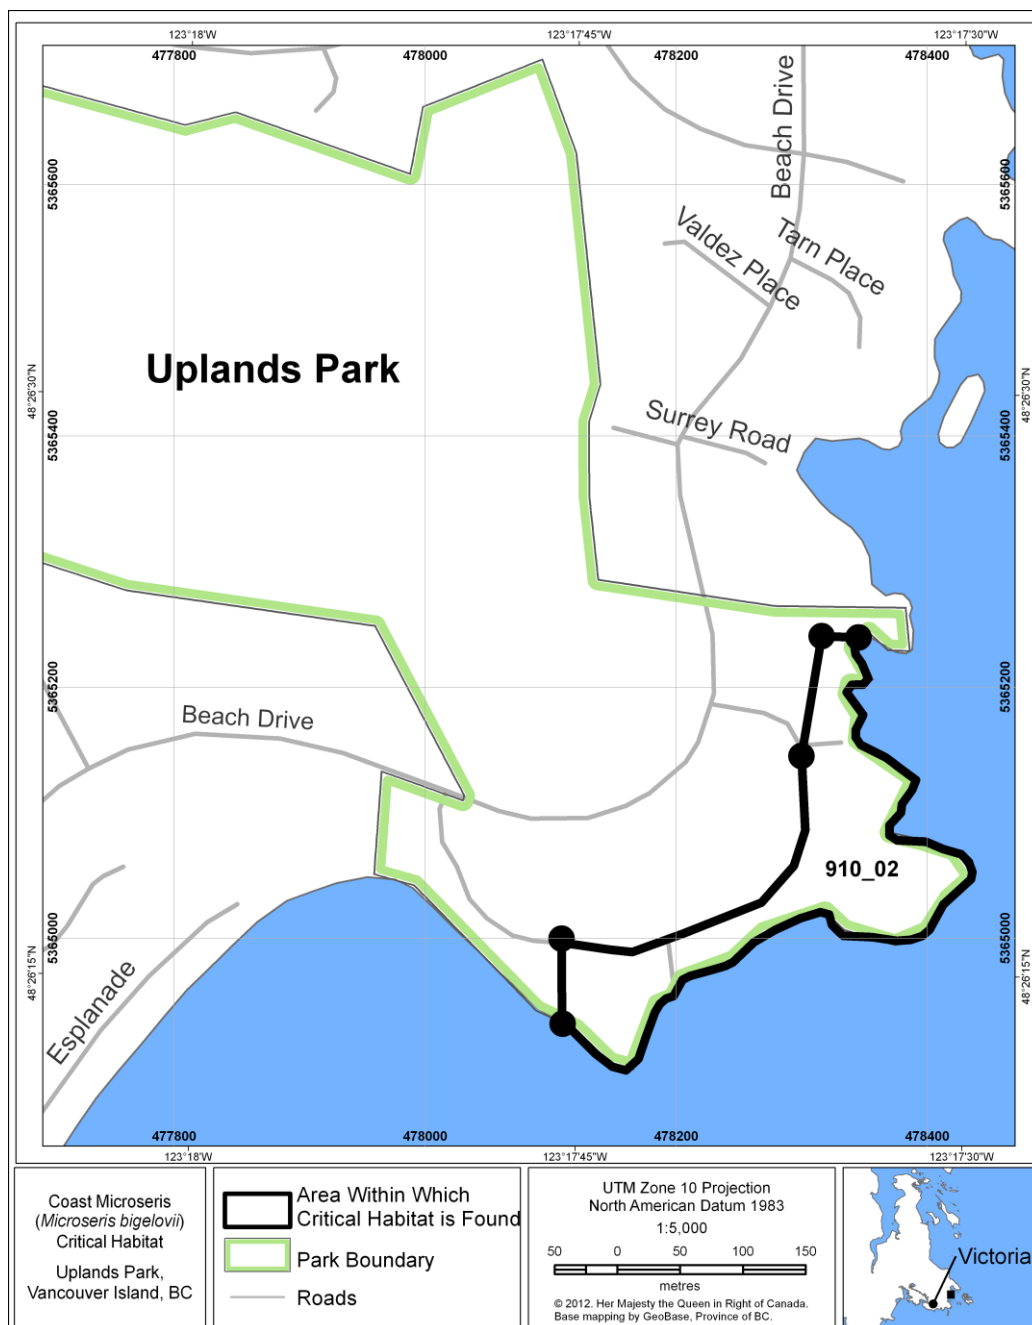 123°18'W
123°17'45"W
123°17'30"W
477800
478000
478200
478400
Beach Drive
5365600
5365600
Valdez Place
Tarn Place
Uplands Park
48°26'30"N
48°26'30"N
Surrey Road
5365400
5365400
5365200
5365200
Beach Drive
910_02
5365000
5365000
48°26'15"N
48°26'15"N
Esplanade
477800
478000
478200
478400
123°18'W
123°17'45"W
123°17'30"W
Coast Microseris
(Microseris bigelovii)
Critical Habitat
Uplands Park,
Vancouver Island, BC
Area Within Which
Critical Habitat is Found
Park Boundary
Roads
UTM Zone 10 Projection
North American Datum 1983
1:5,000
50 0 50 100 150
metres
© 2012. Her Majesty the Queen in Right of Canada.
Base mapping by GeoBase, Province of BC.
Victoria